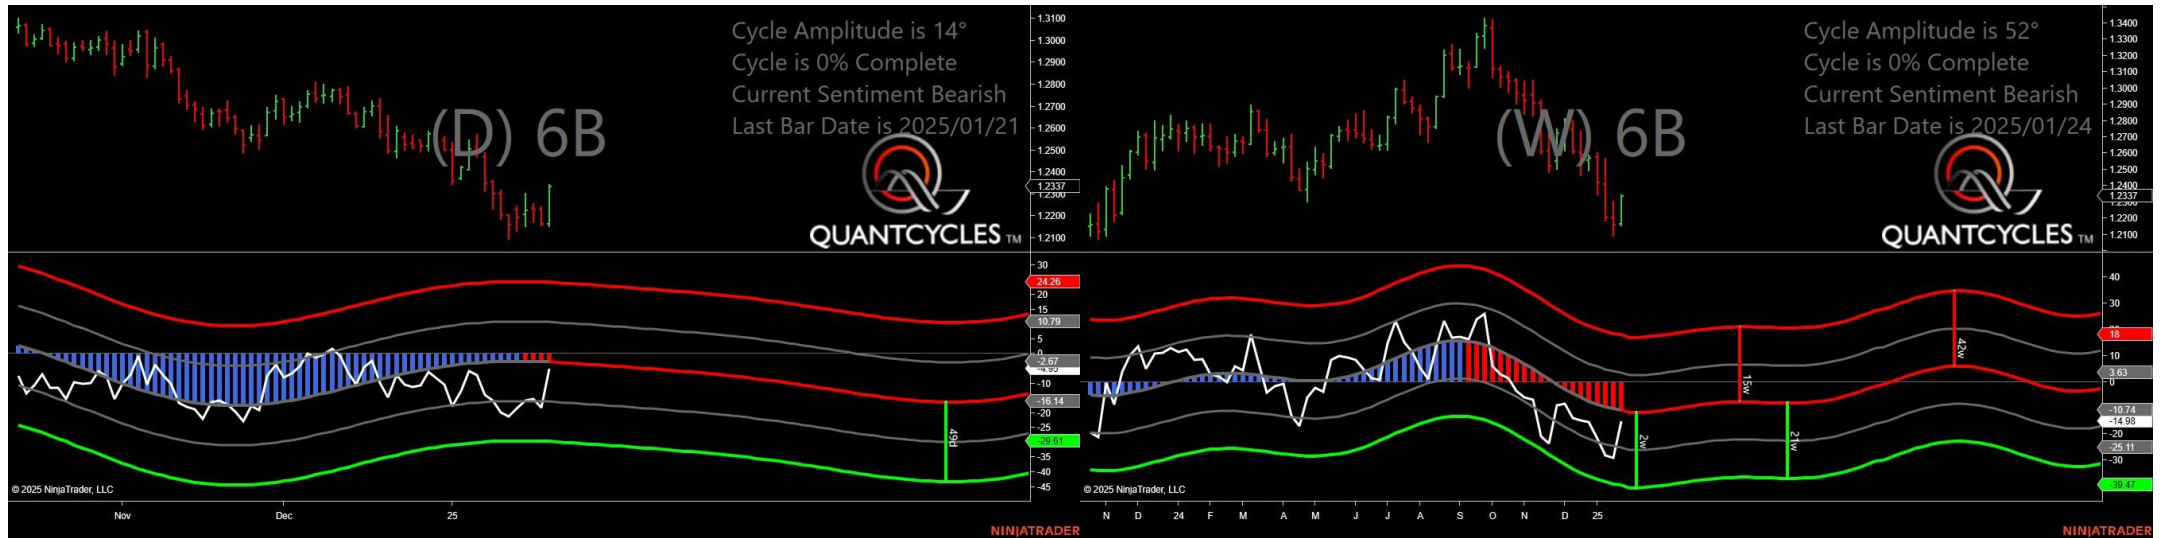 Cycle Amplitude is 14°
Cycle is 0% Complete
Current Sentiment Bearish
Last Bar Date is 2025/01/21
(D) 6B
QUANTCYCLES TM
1.3100
1.3000
1.2900
1.2800
1.2700
1.2600
1.2500
1.2400
1.2337
1.2300
1.2200
1.2100
30
24.26
20
15
10.79
5
0
-2.67
-4.95
-10
-16.14
-20
-25
-29.61
-35
-40
-45
49d
© 2025 NinjaTrader, LLC
Nov
Dec
25
NINJATRADER
Cycle Amplitude is 52°
Cycle is 0% Complete
Current Sentiment Bearish
Last Bar Date is 2025/01/24
(W) 6B
QUANTCYCLES TM
1.3400
1.3300
1.3200
1.3100
1.3000
1.2900
1.2800
1.2700
1.2600
1.2500
1.2400
1.2337
1.2200
1.2100
40
30
18
10
3.63
0
-10.74
-14.98
-20
-25.11
-30
-39.47
2w
15w
21w
42w
© 2025 NinjaTrader, LLC
N D 24 F M A M J J A S O N D 25
NINJATRADER